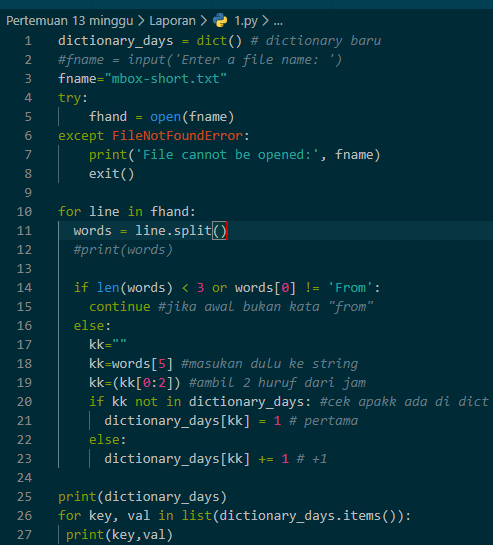 Pertemuan 13 minggu > Laporan > 1.py > ...
1 dictionary_days = dict() # dictionary baru
2 #fname = input('Enter a file name: ')
3 fname="mbox-short.txt"
4 try:
5     fhand = open(fname)
6 except FileNotFoundError:
7     print('File cannot be opened:', fname)
8     exit()
9
10 for line in fhand:
11   words = line.split()
12   #print(words)
13
14   if len(words) < 3 or words[0] != 'From':
15     continue #jika awal bukan kata "from"
16   else:
17     kk=""
18     kk=words[5] #masukan dulu ke string
19     kk=(kk[0:2]) #ambil 2 huruf dari jam
20     if kk not in dictionary_days: #cek apakk ada di dict
21       dictionary_days[kk] = 1 # pertama
22     else:
23       dictionary_days[kk] += 1 # +1
24
25 print(dictionary_days)
26 for key, val in list(dictionary_days.items()):
27  print(key,val)